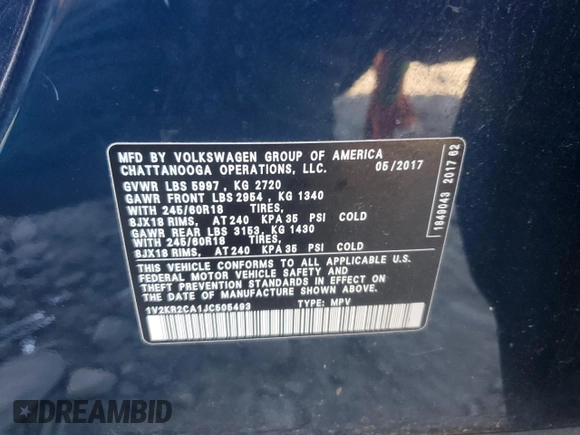 MFD BY VOLKSWAGEN GROUP OF AMERICA
CHATTANOOGA OPERATIONS, LLC. 05/2017
GVWR LBS 5997 , KG 2720
GAWR FRONT LBS 2954 , KG 1340
WITH 245/60R18 TIRES,
8JX18 RIMS, AT 240 KPA 35 PSI COLD
GAWR REAR LBS 3153, KG 1430
WITH 245/60R18 TIRES,
8JX18 RIMS, AT 240 KPA 35 PSI COLD
THIS VEHICLE CONFORMS TO ALL APPLICABLE U.S.
FEDERAL MOTOR VEHICLE SAFETY AND
THEFT PREVENTION STANDARDS IN EFFECT ON
THE DATE OF MANUFACTURE SHOWN ABOVE.
1V2KR2CA1JC505493 TYPE: MPV
1849043 2017 62
DREAMBID